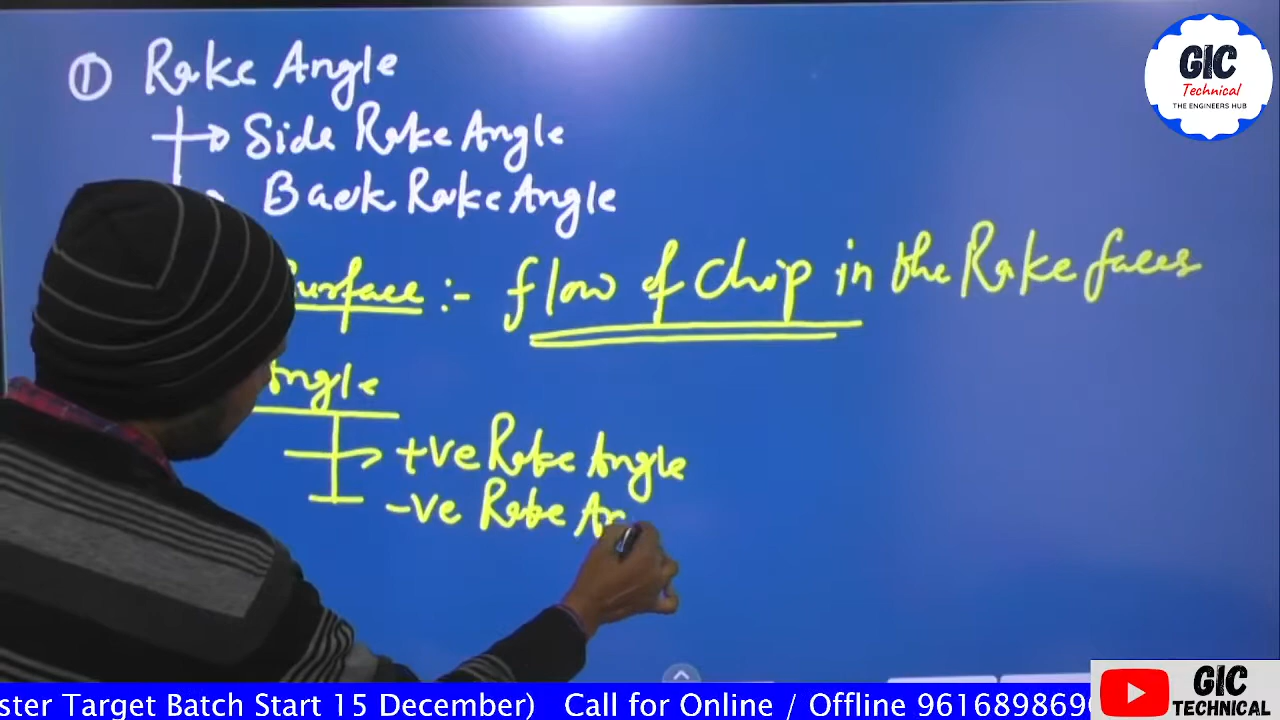 ① Rake Angle
Side Rake Angle
Back Rake Angle
Surface :- flow of Chip in the Rake faces
Angle
+ve Rake Angle
-ve Rake An
GIC
Technical
THE ENGINEERS HUB
ster Target Batch Start 15 December) Call for Online / Offline 961689869
GIC
TECHNICAL